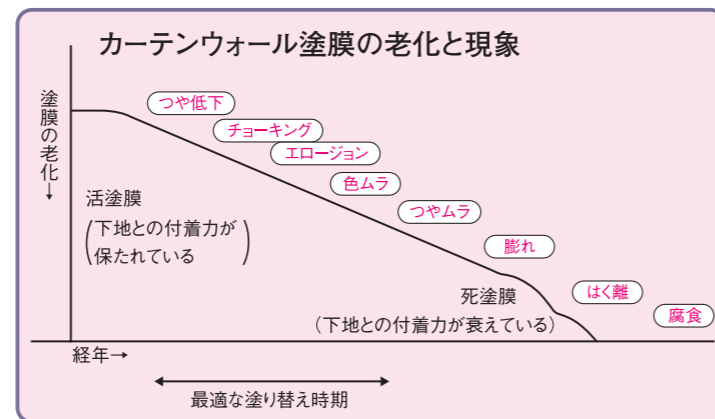 カーテンウォール塗膜の老化と現象
塗膜の老化→
つや低下
チョーキング
エロージョン
色ムラ
つやムラ
膨れ
はく離
腐食
活塗膜
(下地との付着力が
保たれている)
死塗膜
(下地との付着力が衰えている)
経年→
最適な塗り替え時期